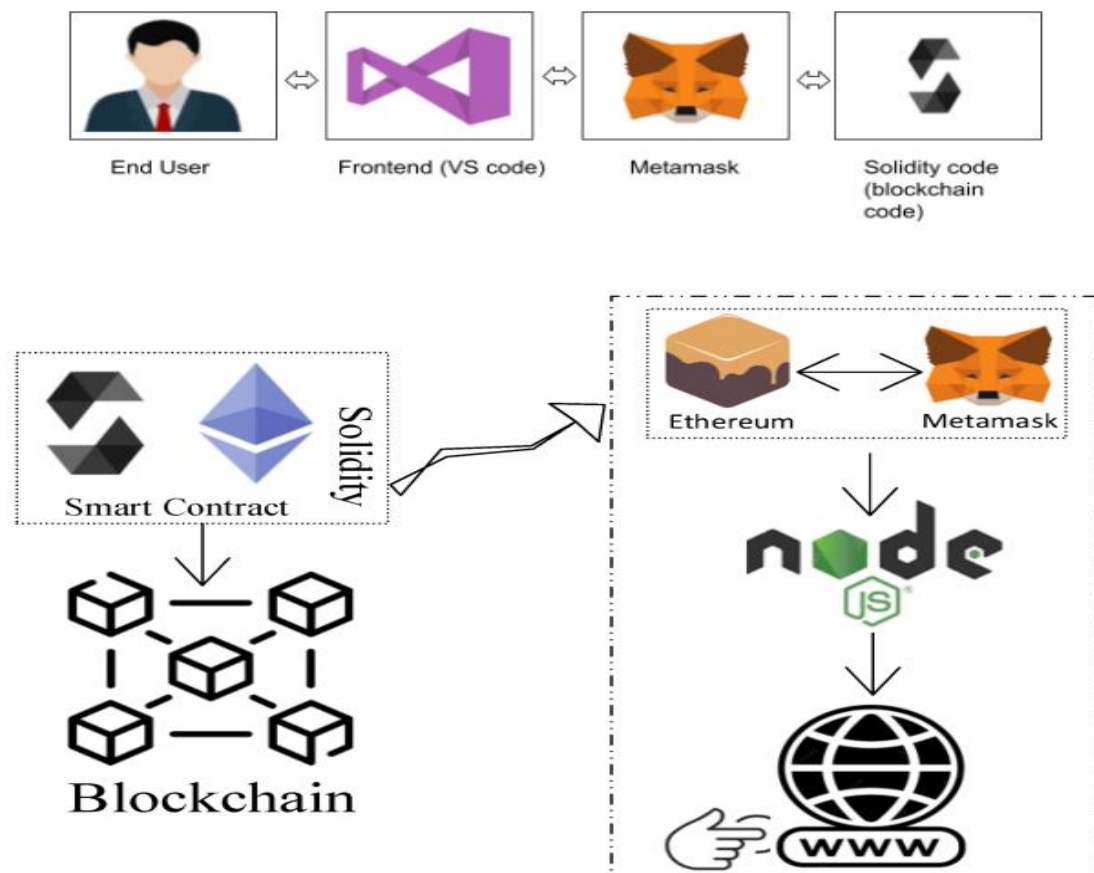 End User
Frontend (VS code)
Metamask
Solidity code
(blockchain
code)
Smart Contract
Solidity
Blockchain
Ethereum
Metamask
node
JS
www